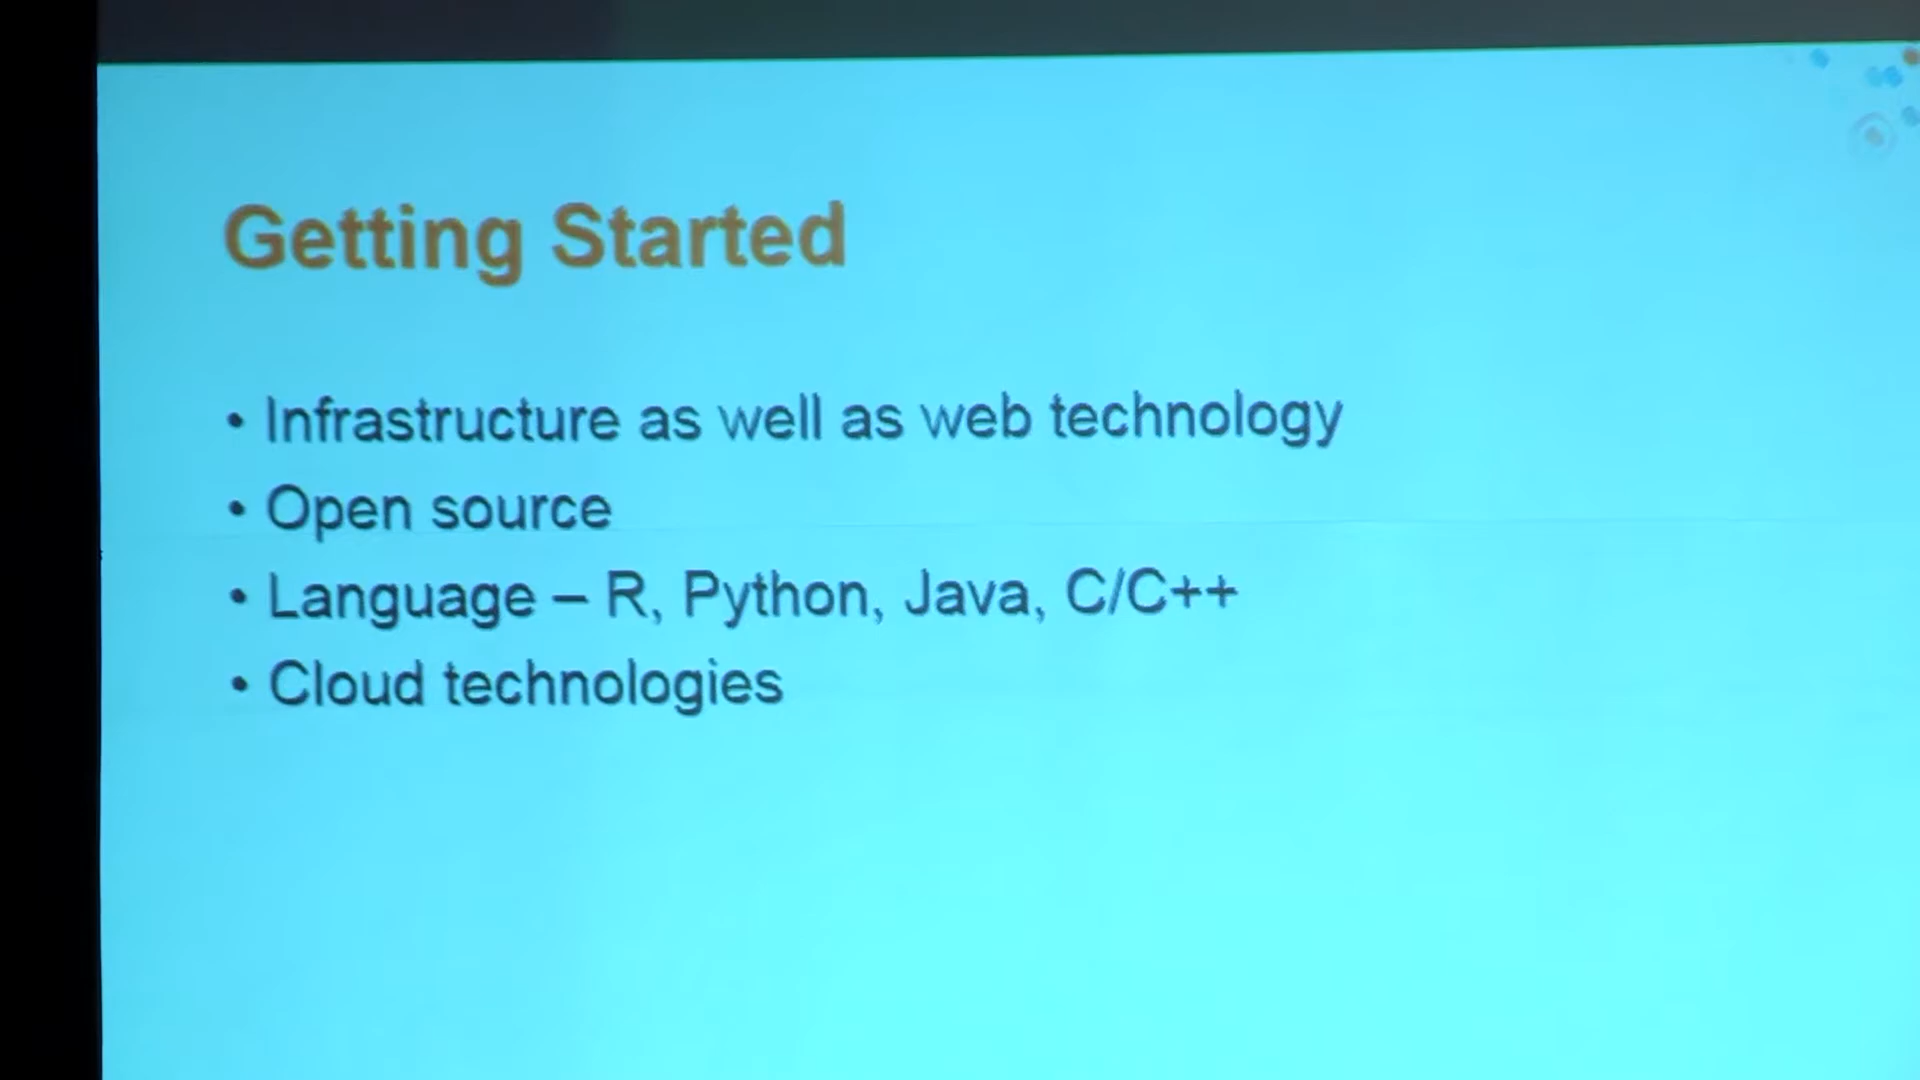 Getting Started
• Infrastructure as well as web technology
• Open source
• Language – R, Python, Java, C/C++
• Cloud technologies